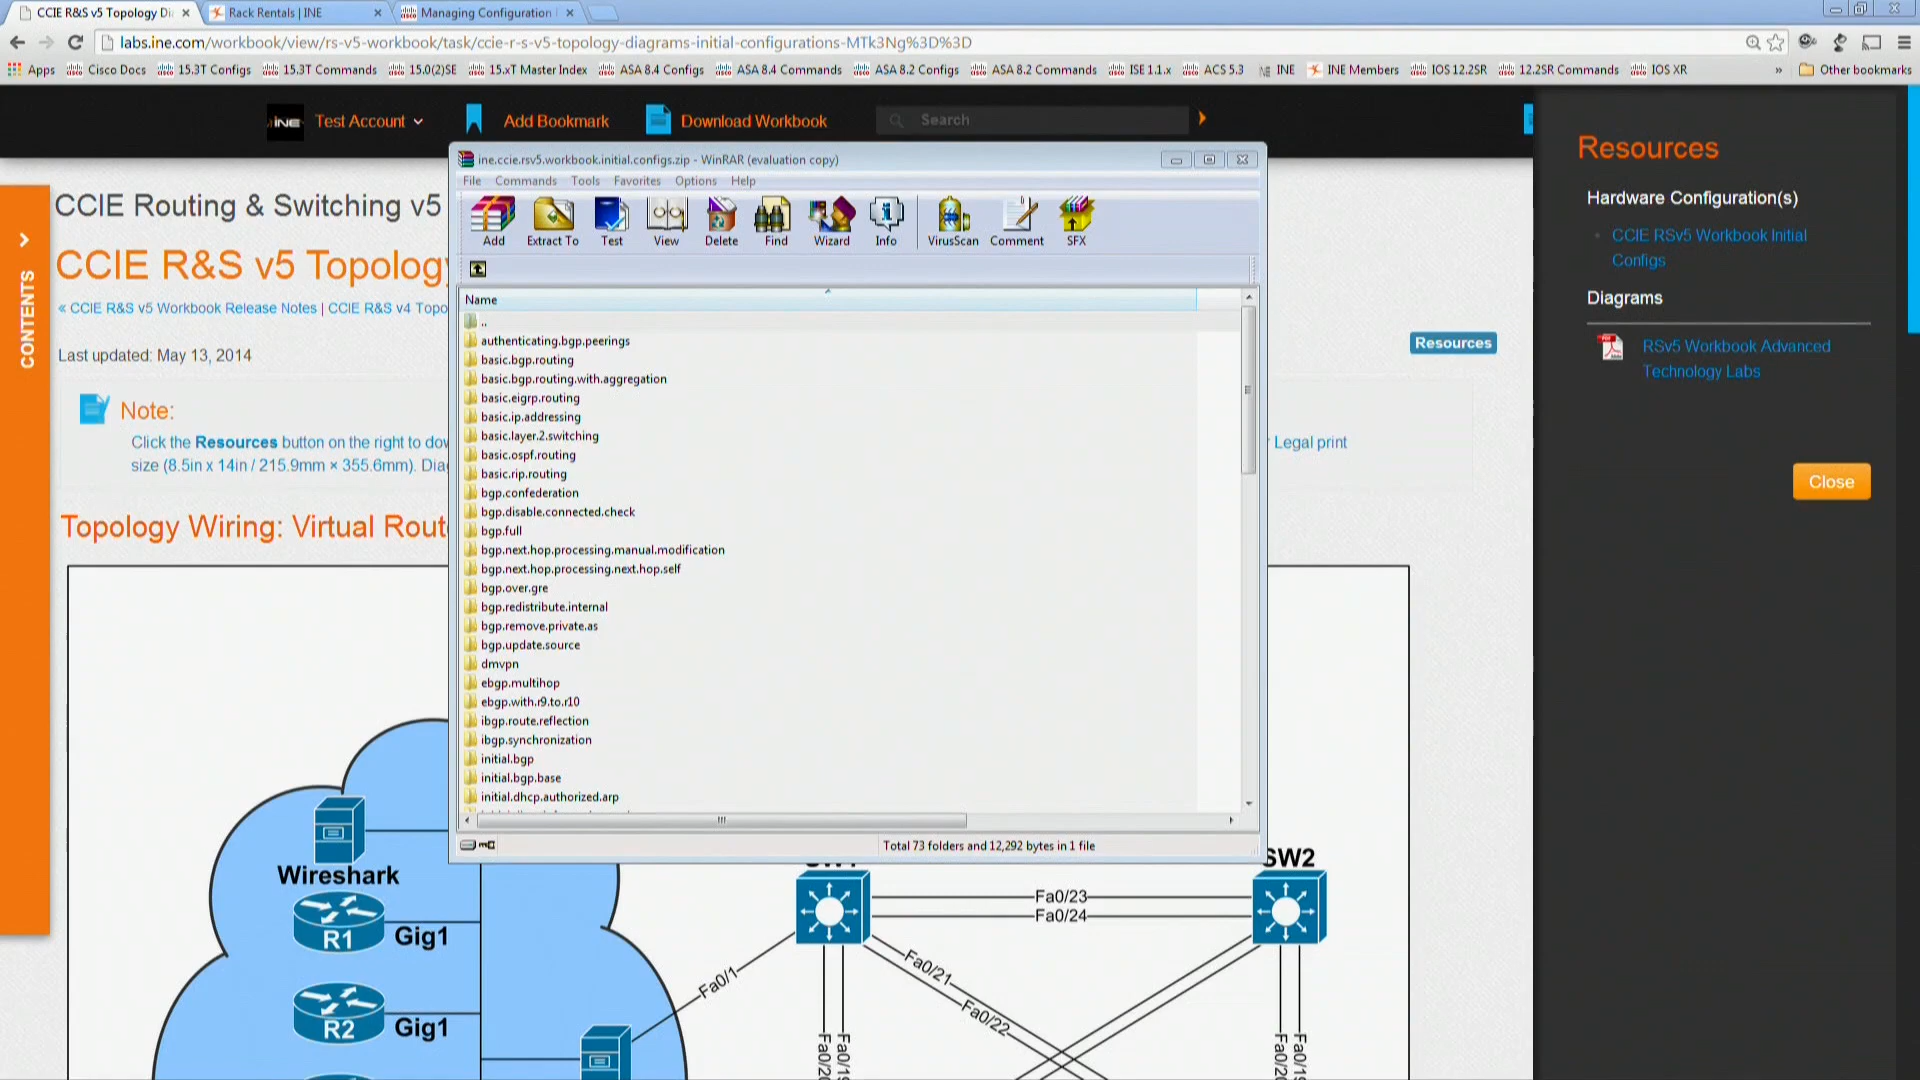 CCIE R&S v5 Topology Di
Rack Rentals | INE
Managing Configuration
labs.ine.com/workbook/view/rs-v5-workbook/task/ccie-r-s-v5-topology-diagrams-initial-configurations-MTk3Ng%3D%3D
Apps
Cisco Docs
15.3T Configs
15.3T Commands
15.0(2)SE
15.xT Master Index
ASA 8.4 Configs
ASA 8.4 Commands
ASA 8.2 Configs
ASA 8.2 Commands
ISE 1.1.x
ACS 5.3
INE
INE Members
IOS 12.2SR
12.2SR Commands
IOS XR
»
Other bookmarks
INE
Test Account
Add Bookmark
Download Workbook
Search
CONTENTS
CCIE Routing & Switching v5
CCIE R&S v5 Topology
« CCIE R&S v5 Workbook Release Notes | CCIE R&S v4 Topo
Last updated: May 13, 2014
Resources
Note:
Click the Resources button on the right to dow
Legal print
size (8.5in x 14in / 215.9mm × 355.6mm). Dia
Topology Wiring: Virtual Route
ine.ccie.rsv5.workbook.initial.configs.zip - WinRAR (evaluation copy)
File Commands Tools Favorites Options Help
Add
Extract To
Test
View
Delete
Find
Wizard
Info
VirusScan
Comment
SFX
Name
..
authenticating.bgp.peerings
basic.bgp.routing
basic.bgp.routing.with.aggregation
basic.eigrp.routing
basic.ip.addressing
basic.layer.2.switching
basic.ospf.routing
basic.rip.routing
bgp.confederation
bgp.disable.connected.check
bgp.full
bgp.next.hop.processing.manual.modification
bgp.next.hop.processing.next.hop.self
bgp.over.gre
bgp.redistribute.internal
bgp.remove.private.as
bgp.update.source
dmvpn
ebgp.multihop
ebgp.with.r9.to.r10
ibgp.route.reflection
ibgp.synchronization
initial.bgp
initial.bgp.base
initial.dhcp.authorized.arp
Total 73 folders and 12,292 bytes in 1 file
Resources
Hardware Configuration(s)
CCIE RSv5 Workbook Initial
Configs
Diagrams
RSv5 Workbook Advanced
Technology Labs
Close
Wireshark
R1
Gig1
R2
Gig1
SW1
SW2
Fa0/23
Fa0/24
Fa0/1
Fa0/21
Fa0/22
Fa0/20
Fa0/19
Fa0/20
Fa0/19